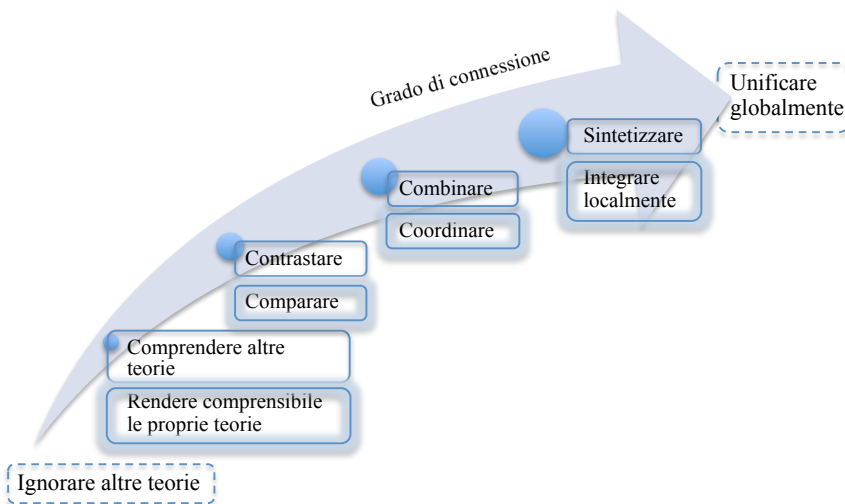 Grado di connessione
Unificare
globalmente
Sintetizzare
Integrare
localmente
Combinare
Coordinare
Contrastare
Comparare
Comprendere altre
teorie
Rendere comprensibile
le proprie teorie
Ignorare altre teorie